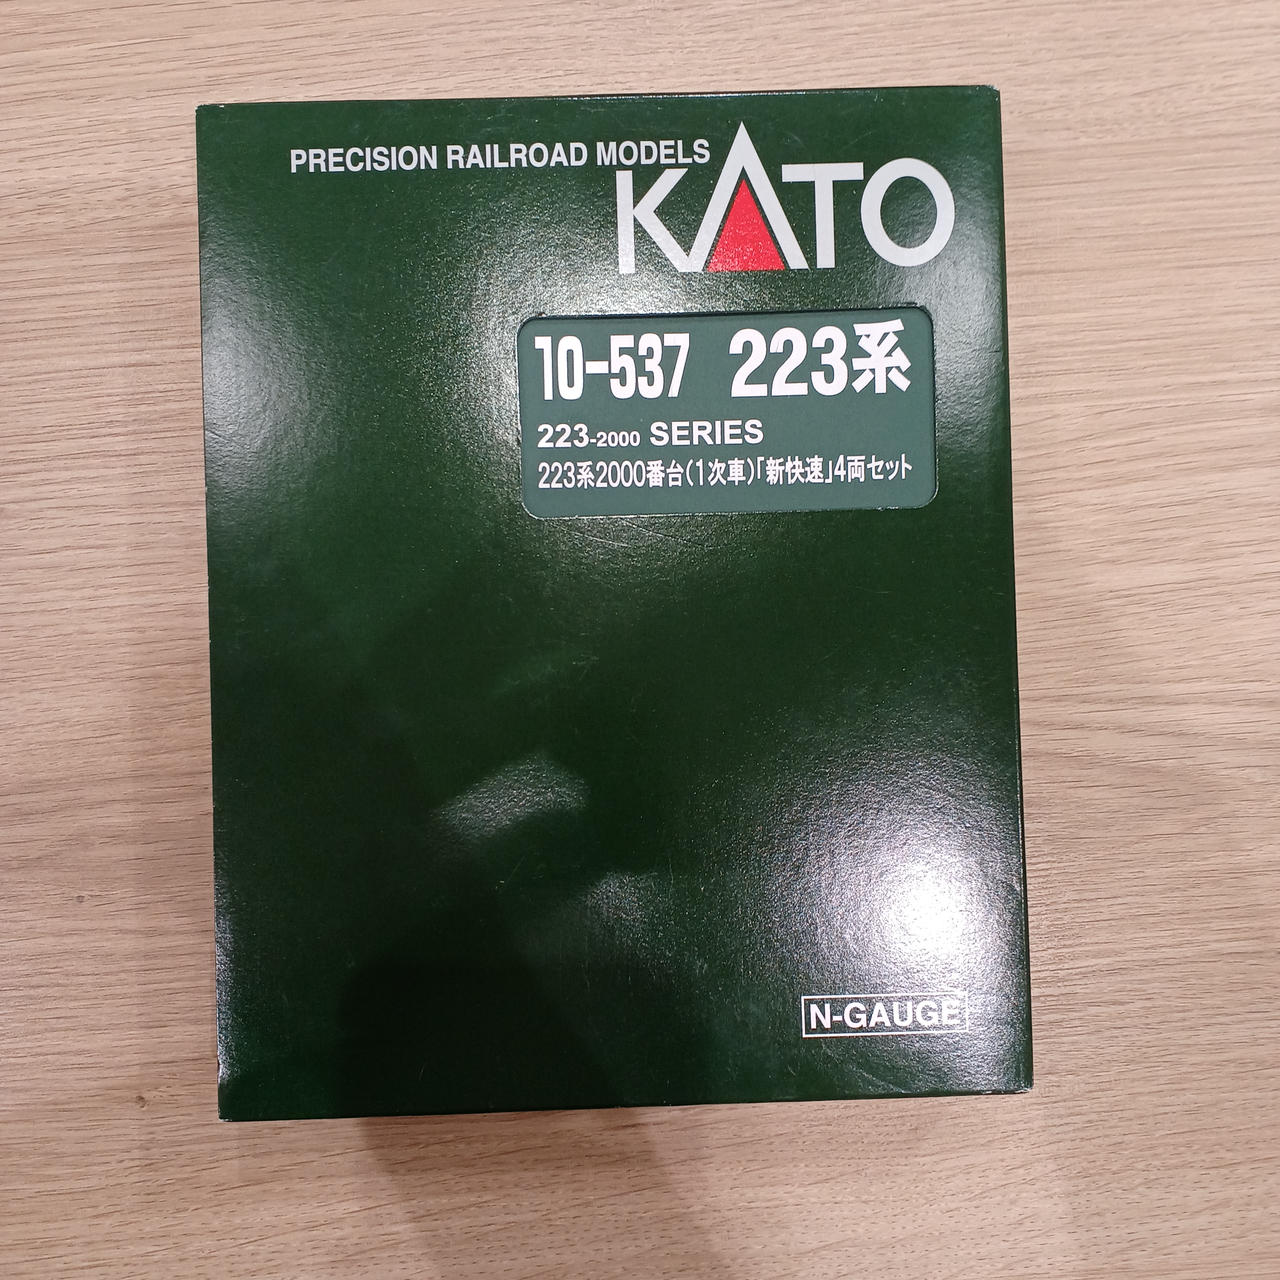 PRECISION RAILROAD MODELS
KATO
10-537 223系
223-2000 SERIES
223系2000番台(1次車)「新快速」4両セット
N-GAUGE